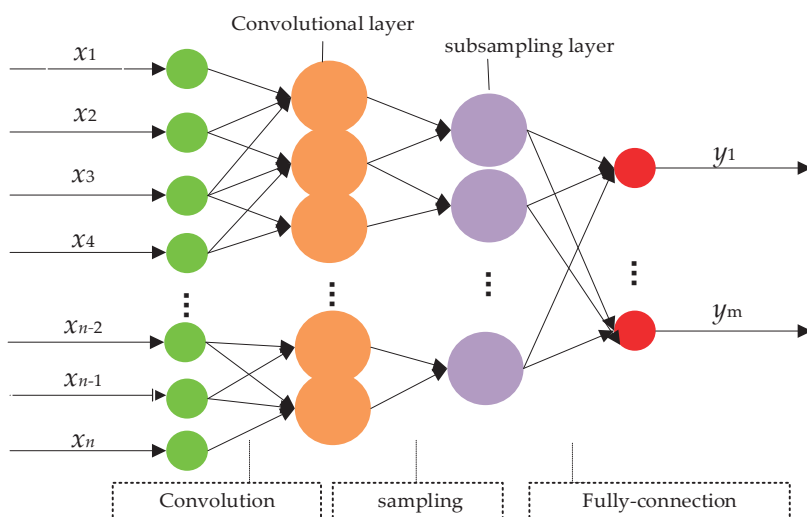 Convolutional layer
subsampling layer
x1
x2
x3
x4
xn-2
xn-1
xn
y1
ym
Convolution
sampling
Fully-connection